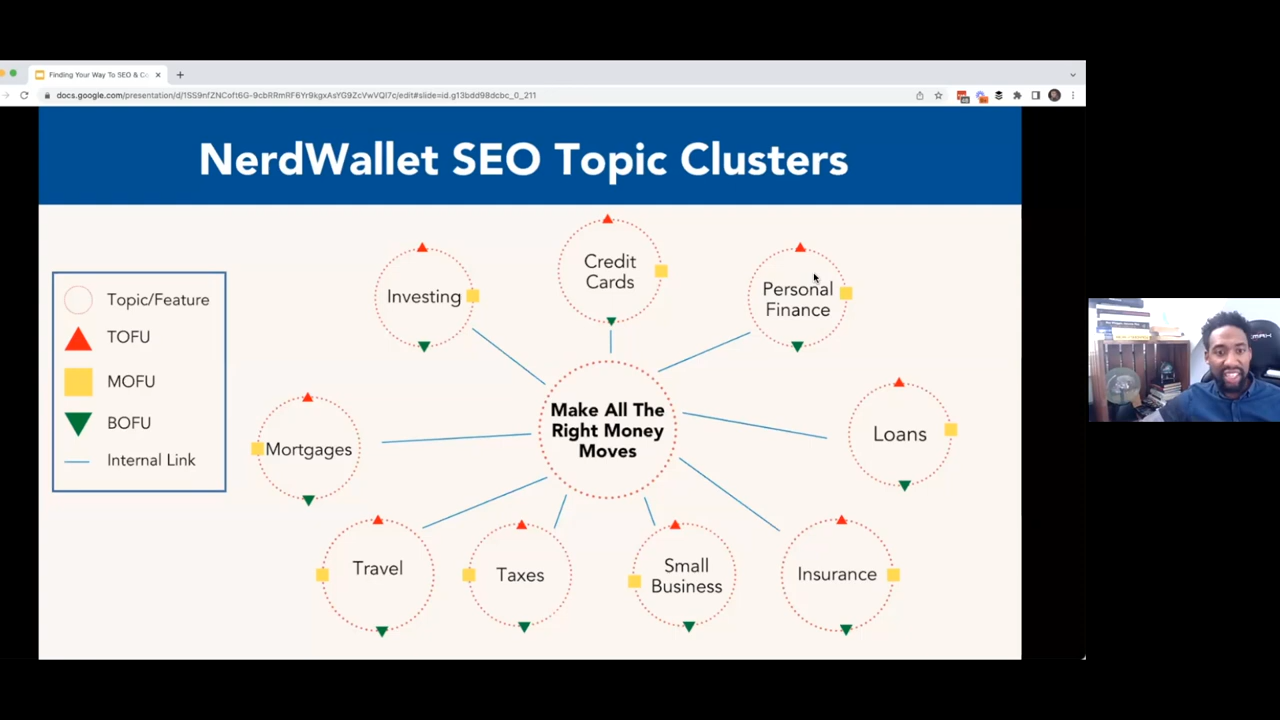 Finding Your Way To SEO & Co
docs.google.com/presentation/d/1SS9nfZNCoft6G-9cbRRmRF6Yr9kgxAsYG9ZcVwVQI7c/edit#slide=id.g13bdd98dcbc_0_211
NerdWallet SEO Topic Clusters
Topic/Feature
TOFU
MOFU
BOFU
Internal Link
Investing
Credit
Cards
Personal
Finance
Mortgages
Make All The
Right Money
Moves
Loans
Travel
Taxes
Small
Business
Insurance